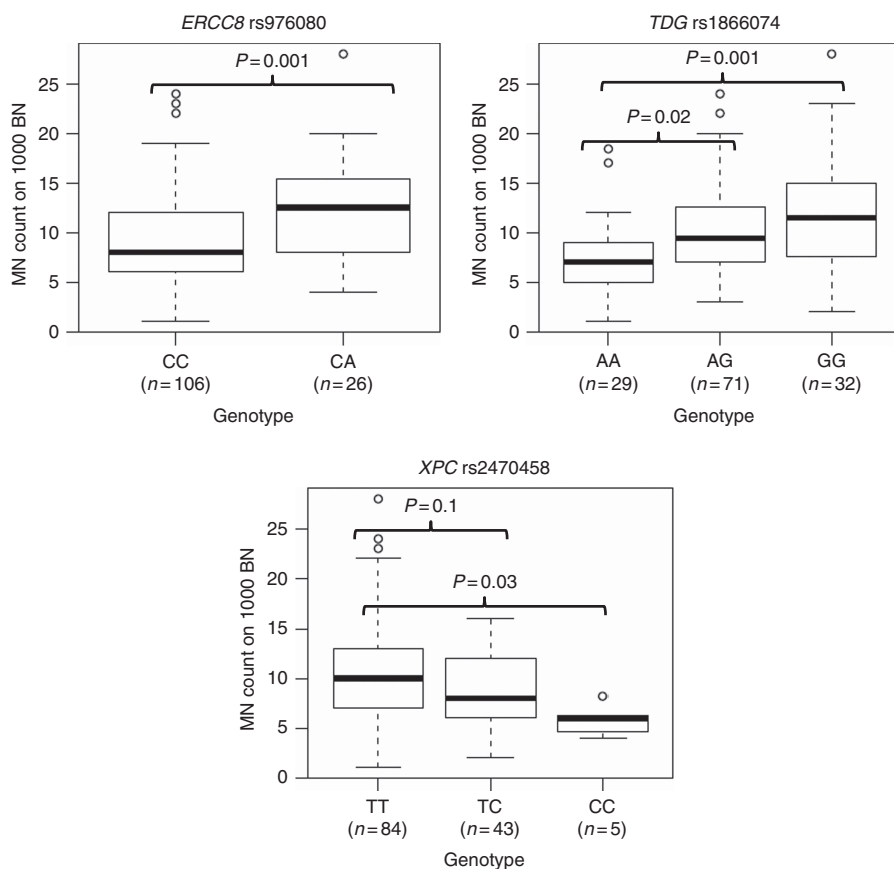 ERCC8 rs976080
P=0.001
MN count on 1000 BN
25
20
15
10
5
0
CC
(n=106)
CA
(n=26)
Genotype
TDG rs1866074
P=0.001
P=0.02
MN count on 1000 BN
25
20
15
10
5
0
AA
(n=29)
AG
(n=71)
GG
(n=32)
Genotype
XPC rs2470458
P=0.1
P=0.03
MN count on 1000 BN
25
20
15
10
5
0
TT
(n=84)
TC
(n=43)
CC
(n=5)
Genotype